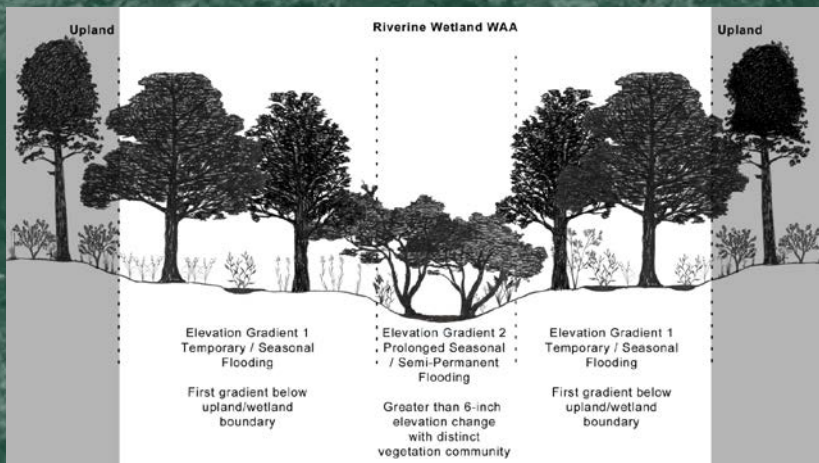 Upland
Riverine Wetland WAA
Upland
Elevation Gradient 1
Temporary / Seasonal
Flooding
First gradient below
upland/wetland
boundary
Elevation Gradient 2
Prolonged Seasonal
/ Semi-Permanent
Flooding
Greater than 6-inch
elevation change
with distinct
vegetation community
Elevation Gradient 1
Temporary / Seasonal
Flooding
First gradient below
upland/wetland
boundary